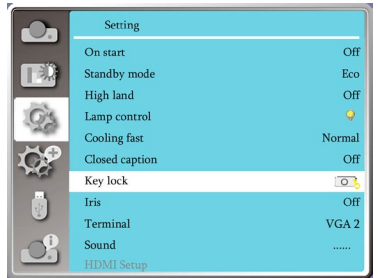 Setting
On start Off
Standby mode Eco
High land Off
Lamp control
Cooling fast Normal
Closed caption Off
Key lock
Iris Off
Terminal VGA 2
Sound ......
HDMI Setup